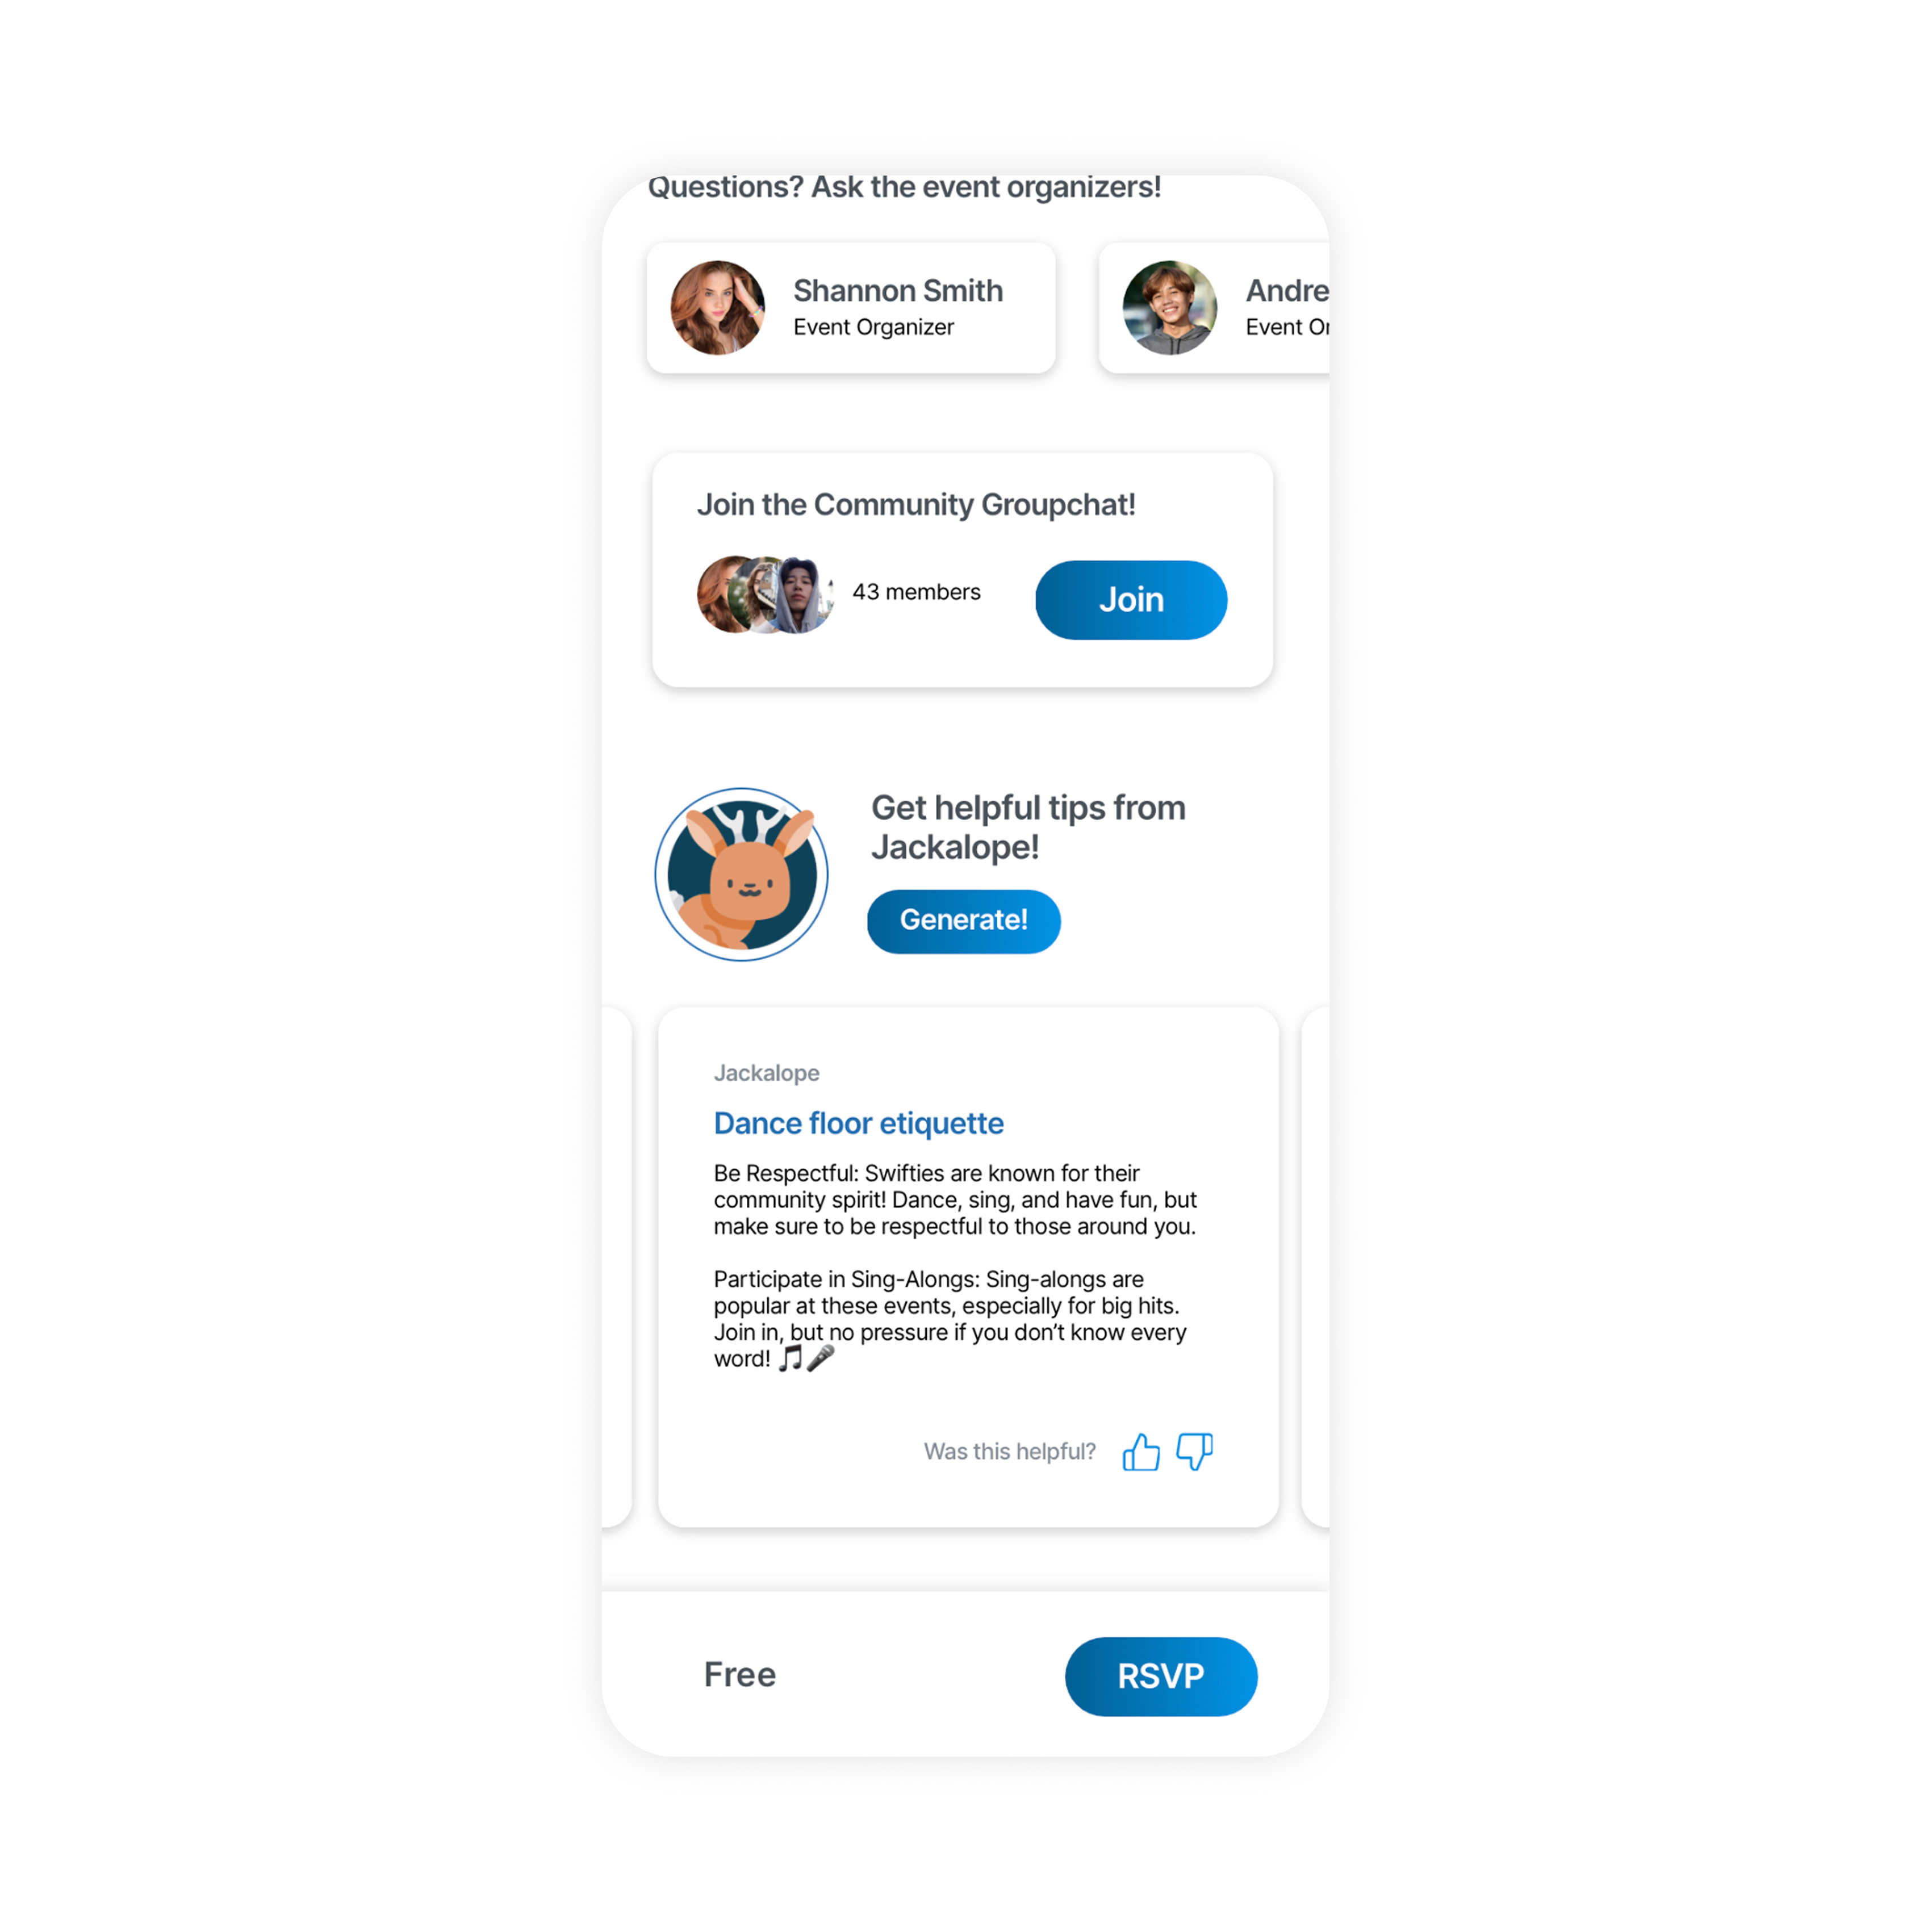 Questions? Ask the event organizers!
Shannon Smith
Event Organizer
Andre
Event Or
Join the Community Groupchat!
43 members
Join
Get helpful tips from
Jackalope!
Generate!
Jackalope
Dance floor etiquette
Be Respectful: Swifties are known for their
community spirit! Dance, sing, and have fun, but
make sure to be respectful to those around you.
Participate in Sing-Alongs: Sing-alongs are
popular at these events, especially for big hits.
Join in, but no pressure if you don’t know every
word! 🎵🎤
Was this helpful?
Free
RSVP